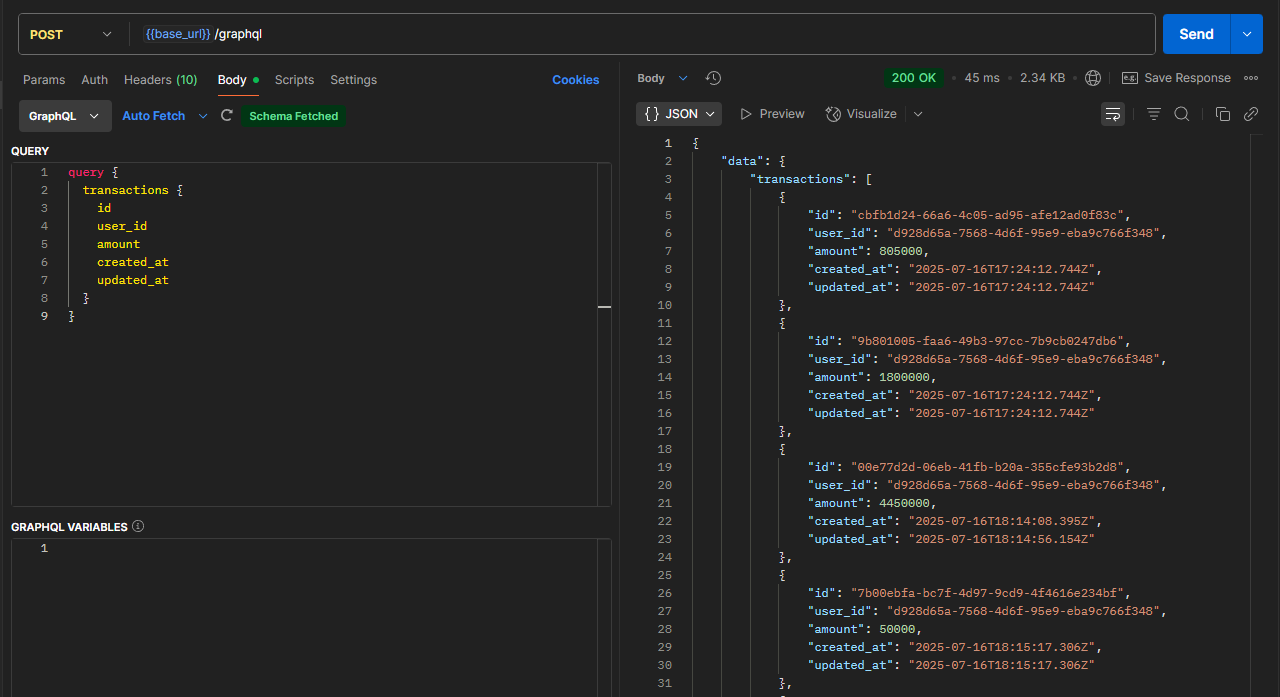 POST {{base_url}} /graphql Send
Params Auth Headers (10) Body Scripts Settings Cookies
GraphQL Auto Fetch Schema Fetched
QUERY
1 query {
2 transactions {
3 id
4 user_id
5 amount
6 created_at
7 updated_at
8 }
9 }
GRAPHQL VARIABLES
1
Body 200 OK • 45 ms • 2.34 KB • e.g. Save Response
{} JSON Preview Visualize
1 {
2 "data": {
3 "transactions": [
4 {
5 "id": "cbfb1d24-66a6-4c05-ad95-afe12ad0f83c",
6 "user_id": "d928d65a-7568-4d6f-95e9-eba9c766f348",
7 "amount": 805000,
8 "created_at": "2025-07-16T17:24:12.744Z",
9 "updated_at": "2025-07-16T17:24:12.744Z"
10 },
11 {
12 "id": "9b801005-faa6-49b3-97cc-7b9cb0247db6",
13 "user_id": "d928d65a-7568-4d6f-95e9-eba9c766f348",
14 "amount": 1800000,
15 "created_at": "2025-07-16T17:24:12.744Z",
16 "updated_at": "2025-07-16T17:24:12.744Z"
17 },
18 {
19 "id": "00e77d2d-06eb-41fb-b20a-355cfe93b2d8",
20 "user_id": "d928d65a-7568-4d6f-95e9-eba9c766f348",
21 "amount": 4450000,
22 "created_at": "2025-07-16T18:14:08.395Z",
23 "updated_at": "2025-07-16T18:14:56.154Z"
24 },
25 {
26 "id": "7b00ebfa-bc7f-4d97-9cd9-4f4616e234bf",
27 "user_id": "d928d65a-7568-4d6f-95e9-eba9c766f348",
28 "amount": 50000,
29 "created_at": "2025-07-16T18:15:17.306Z",
30 "updated_at": "2025-07-16T18:15:17.306Z"
31 },